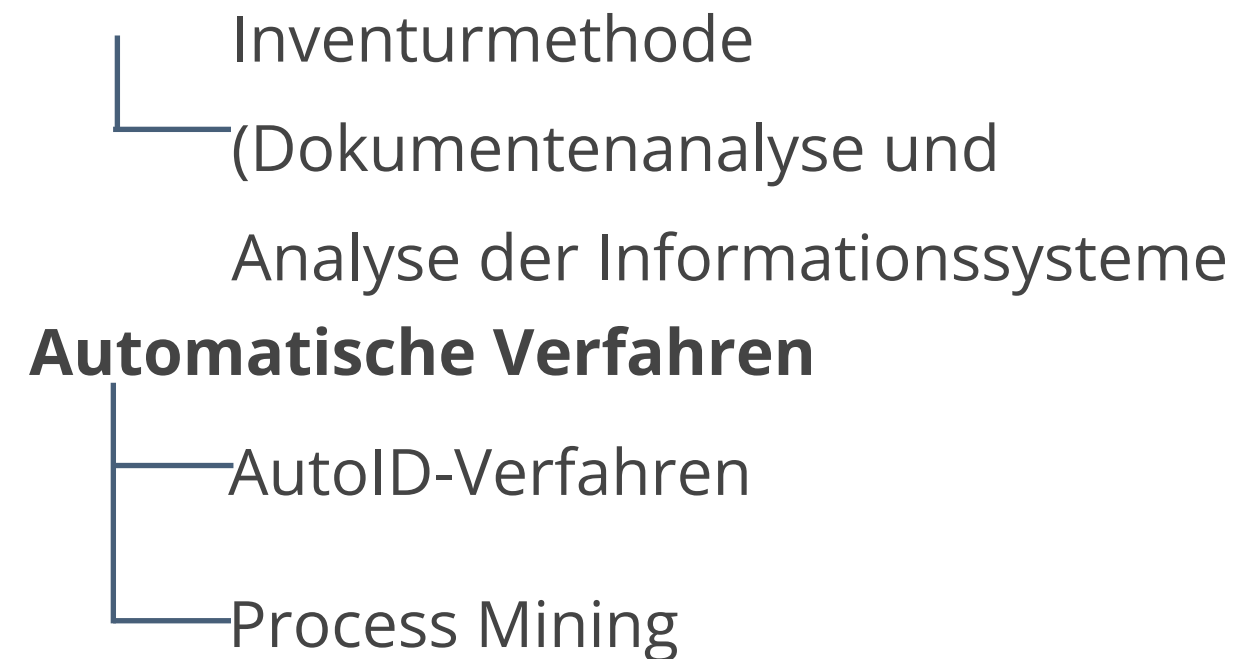 Inventurmethode
(Dokumentenanalyse und
Analyse der Informationssysteme
Automatische Verfahren
AutoID-Verfahren
Process Mining